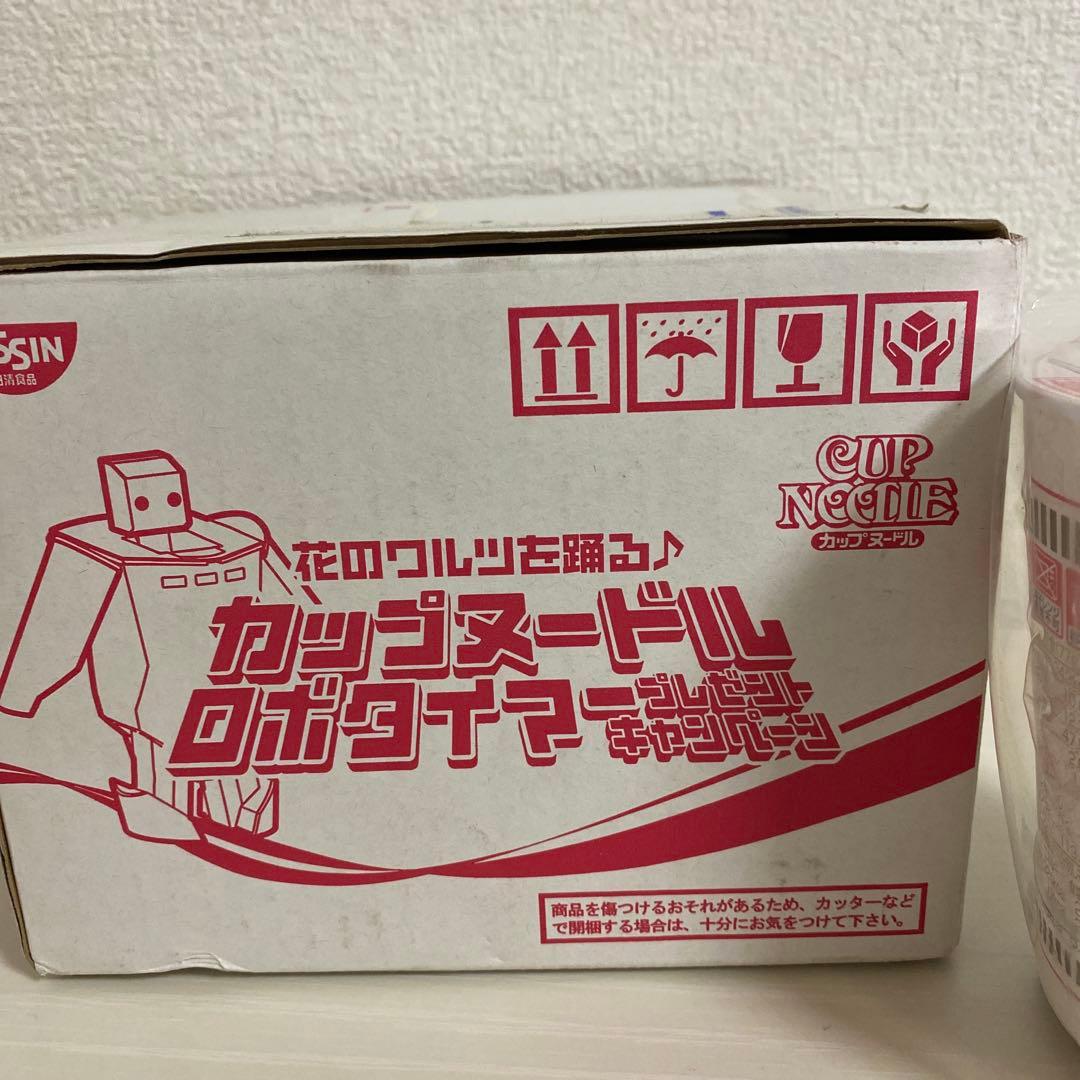 SSIN
日清食品
CUP
NOODLE
カップヌードル
花のワルツを踊る♪
カップヌードル
ロボタイマー
プレゼント
キャンペーン
商品を傷つけるおそれがあるため、カッターなど
で開梱する場合は、十分にお気をつけて下さい。